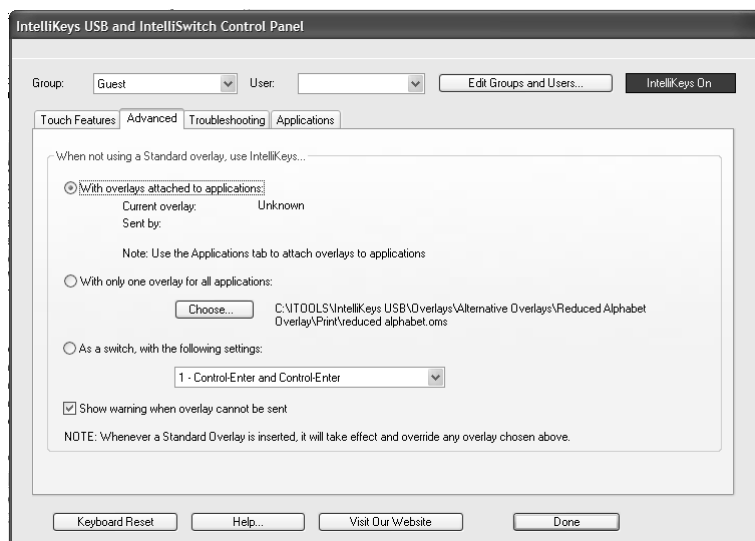 IntelliKeys USB and IntelliSwitch Control Panel
Group: Guest User: Edit Groups and Users... IntelliKeys On
Touch Features Advanced Troubleshooting Applications
When not using a Standard overlay, use IntelliKeys...
With overlays attached to applications:
Current overlay: Unknown
Sent by:
Note: Use the Applications tab to attach overlays to applications
With only one overlay for all applications:
Choose... C:\ITOOLS\IntelliKeys USB\Overlays\Alternative Overlays\Reduced Alphabet
Overlay\Print\reduced alphabet.oms
As a switch, with the following settings:
1 - Control-Enter and Control-Enter
Show warning when overlay cannot be sent
NOTE: Whenever a Standard Overlay is inserted, it will take effect and override any overlay chosen above.
Keyboard Reset Help... Visit Our Website Done